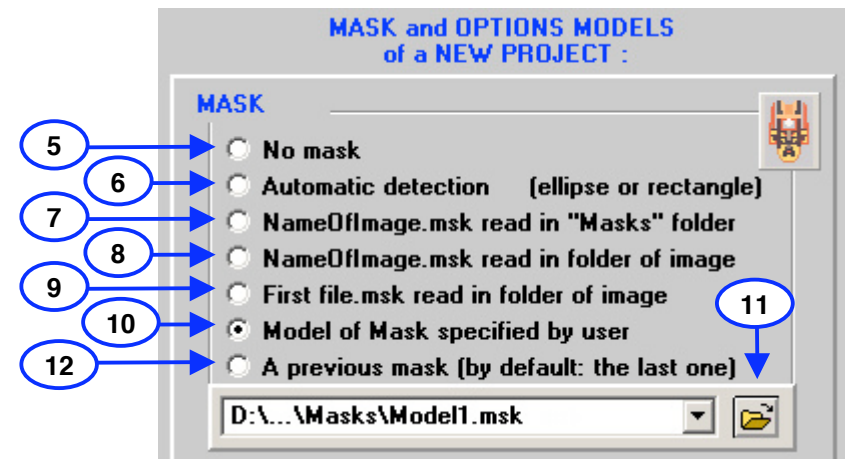 MASK and OPTIONS MODELS
of a NEW PROJECT :
MASK
5 No mask
6 Automatic detection (ellipse or rectangle)
7 NameOfImage.msk read in "Masks" folder
8 NameOfImage.msk read in folder of image
9 First file.msk read in folder of image
11
10 Model of Mask specified by user
12 A previous mask (by default: the last one)
D:\...\Masks\Model1.msk